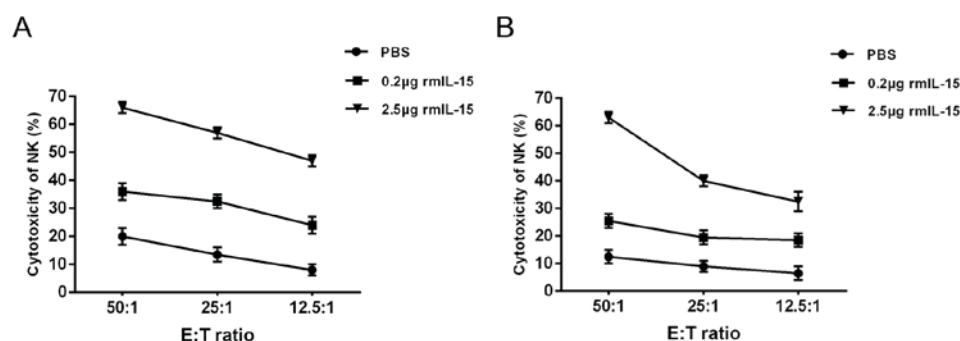 A
PBS
0.2µg rmIL-15
2.5µg rmIL-15
Cytotoxicity of NK (%)
70
60
50
40
30
20
10
0
50:1
25:1
12.5:1
E:T ratio
B
PBS
0.2µg rmIL-15
2.5µg rmIL-15
Cytotoxicity of NK (%)
70
60
50
40
30
20
10
0
50:1
25:1
12.5:1
E:T ratio